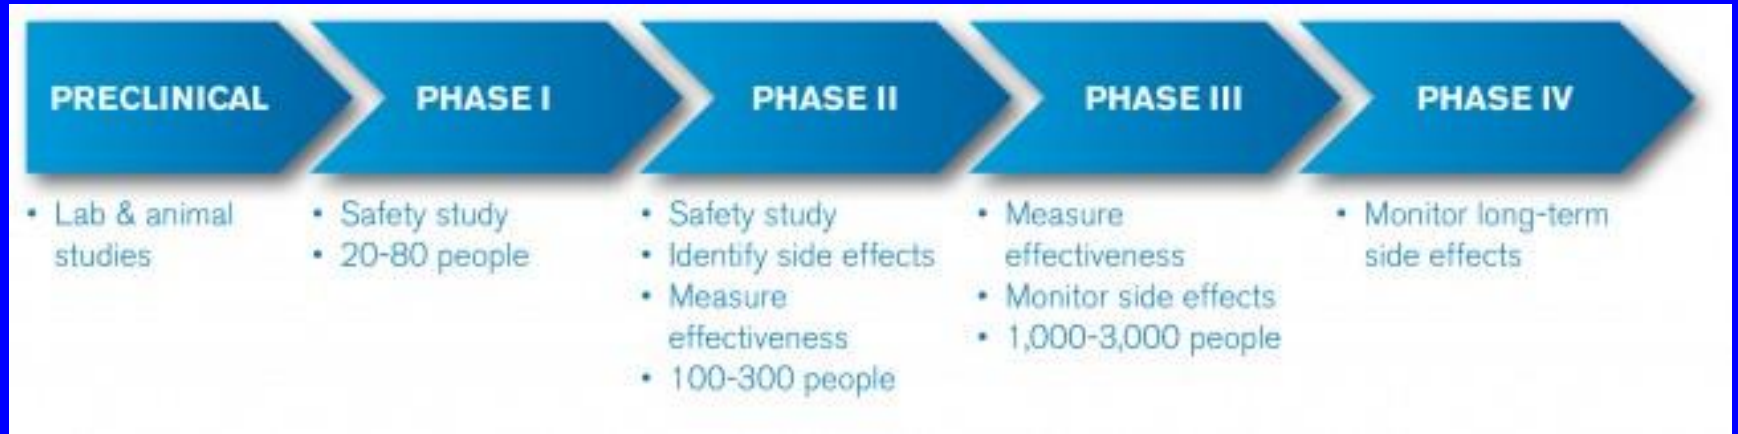 PRECLINICAL
PHASE I
PHASE II
PHASE III
PHASE IV
• Lab & animal
studies
• Safety study
• 20-80 people
• Safety study
• Identify side effects
• Measure
effectiveness
• 100-300 people
• Measure
effectiveness
• Monitor side effects
• 1,000-3,000 people
• Monitor long-term
side effects